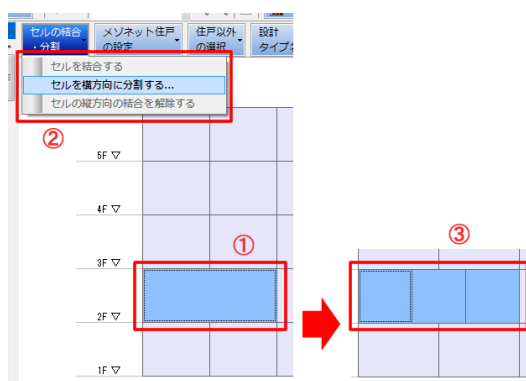 セルの結合 メゾネット住戸 住戸以外 設計
・分割 の設定 の選択 タイプ
セルを結合する
セルを横方向に分割する...
セルの縦方向の結合を解除する
②
5F ▽
4F ▽
① ③
3F ▽
2F ▽
1F ▽